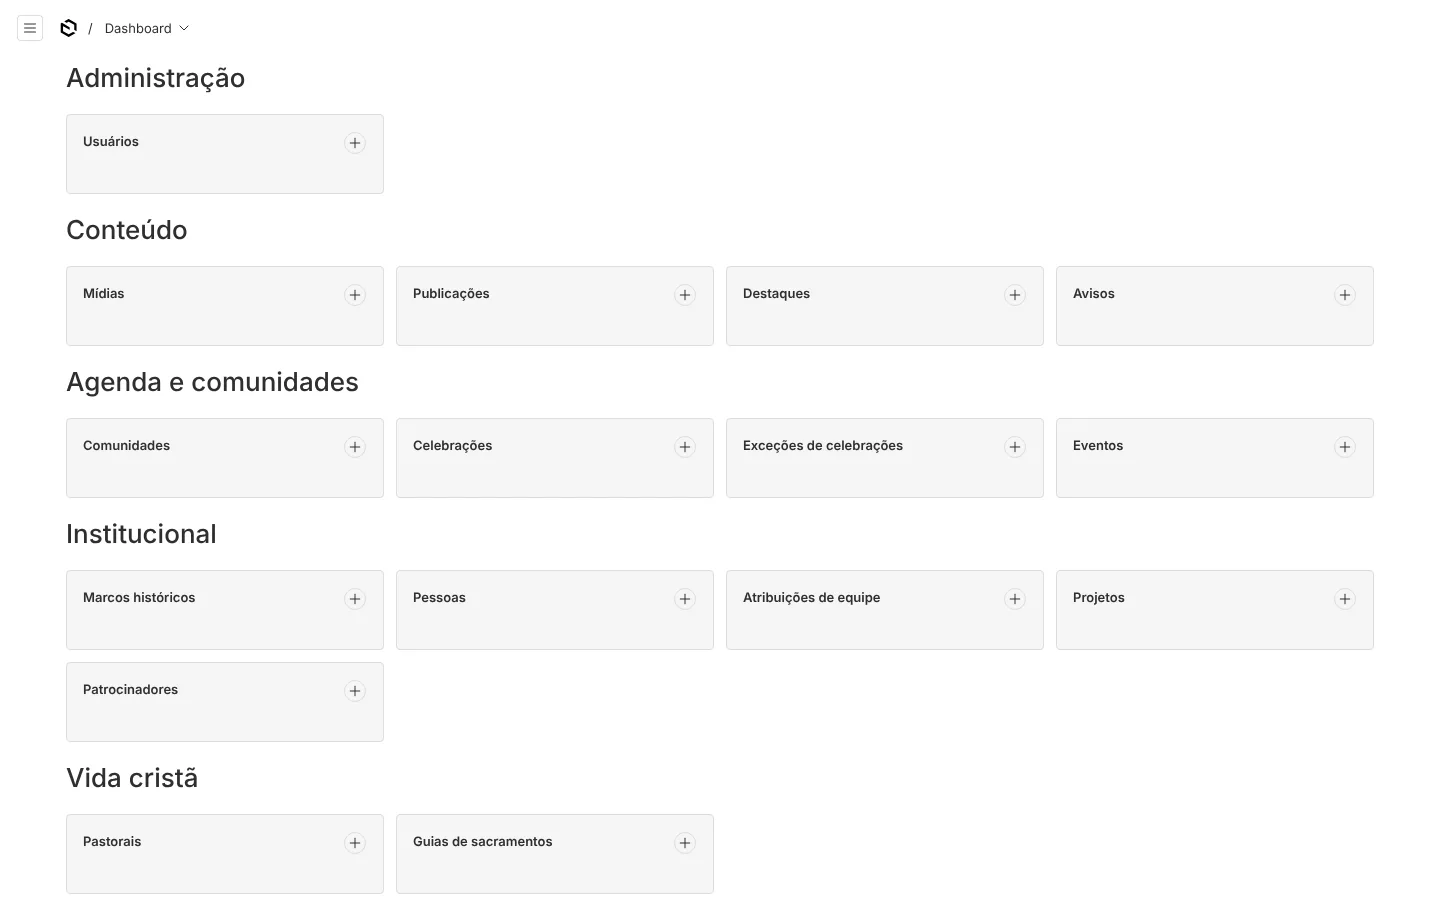 / Dashboard
Administração
Usuários
Conteúdo
Mídias
Publicações
Destaques
Avisos
Agenda e comunidades
Comunidades
Celebrações
Exceções de celebrações
Eventos
Institucional
Marcos históricos
Pessoas
Atribuições de equipe
Projetos
Patrocinadores
Vida cristã
Pastorais
Guias de sacramentos